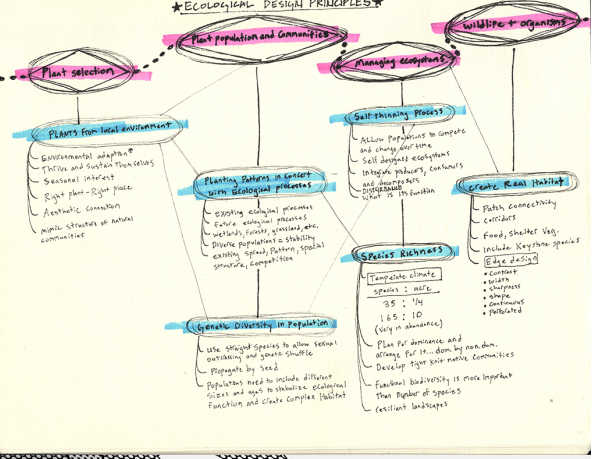 ★ECOLOGICAL DESIGN PRINCIPLES★
Plant selection
Plant population and communities
Managing ecosystems
Wildlife + organisms
PLANTS from local environment
ENVIRONMENTAL adaption
Thrive and Sustain Themselves
Seasonal Interest
Right plant - Right place
Aesthetic Connection
Mimic structure of natural
communities
Planting Patterns in Concert
with Ecological processes
Existing ecological processes
Future ecological processes
Wetlands, Forests, grassland, etc.
Diverse populations = stability
existing Spread, Pattern, Spacial
structure, Competition
Genetic Diversity in Population
Use straight Species to allow sexual
outcrossing and genetic shuffle
Propogate by Seed
Populations need to include different
sizes and ages to stabalize ecological
Function and Create Complex Habitat
Self thinning Process
ALLOW Populations to compete
and change over time
Self designed ecosystems
Integrate producers, Consumers
and decomposers
DISTURBANCE
What is its function
Species Richness
Temperate climate
species : acre
35 : 1/4
165 : 10
(Vary in abundance)
Plan for dominance and
arrange for it... dom. by non.dom.
Develop tight knit native Communities
Functional biodiversity is more important
Than Number of Species
resiliant landscapes
Create Real Habitat
Patch Connectivity
Corridors
Food, Shelter Veg.
Include Keystone species
Edge design
• Contrast
• Width
• sharpness
• shape
• continuous
• Perforated